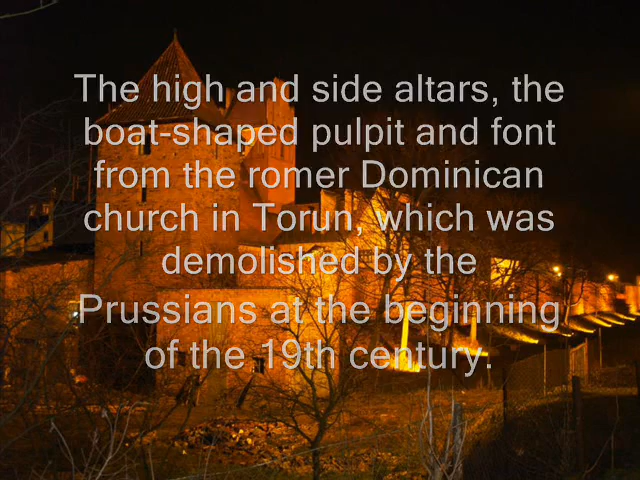 The high and side altars, the
boat-shaped pulpit and font
from the romer Dominican
church in Torun, which was
demolished by the
Prussians at the beginning
of the 19th century.